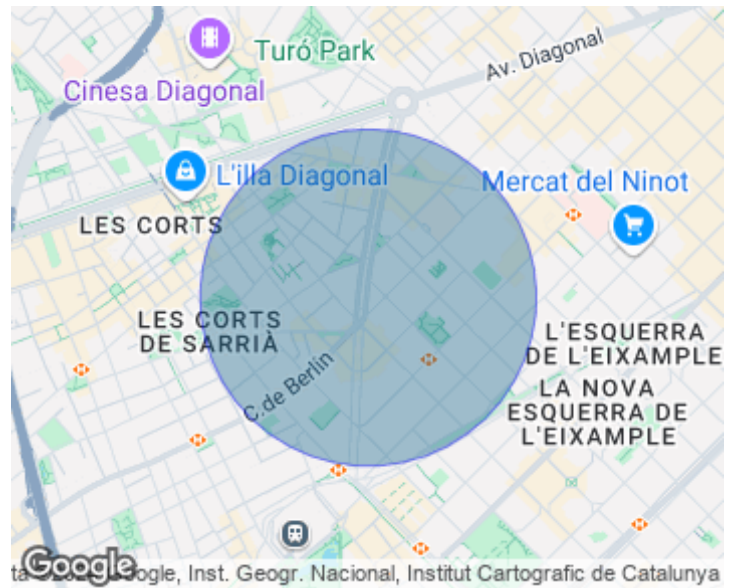 Turó Park
Av. Diagonal
Cinesa Diagonal
L'illa Diagonal
Mercat del Ninot
LES CORTS
LES CORTS
DE SARRIÀ
L'ESQUERRA
DE L'EIXAMPLE
LA NOVA
ESQUERRA DE
L'EIXAMPLE
C.de Berlin
Google
Google, Inst. Geogr. Nacional, Institut Cartografic de Catalunya